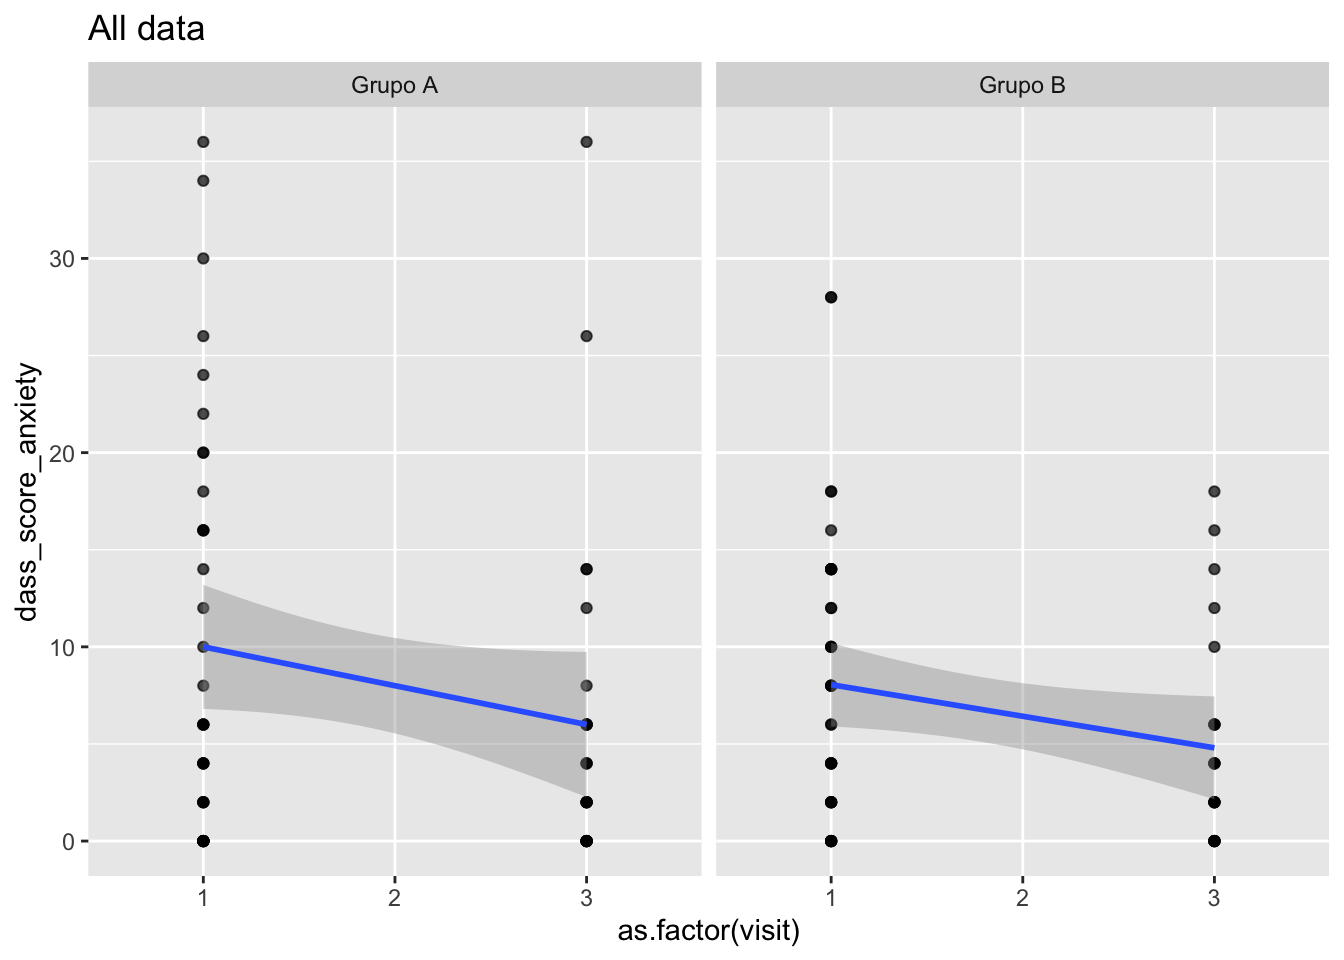 All data
Grupo A
Grupo B
dass_score_anxiety
30
20
10
0
1
2
3
1
2
3
as.factor(visit)